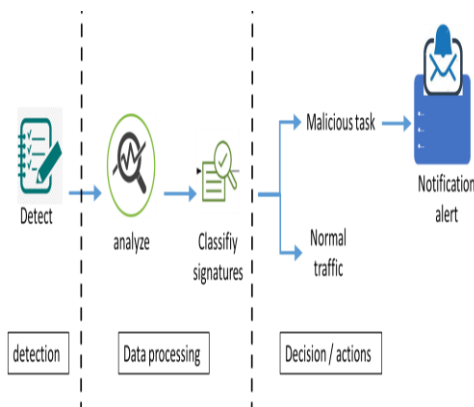 Detect
analyze
Classifiy
signatures
Malicious task
Normal
traffic
Notification
alert
detection
Data processing
Decision / actions